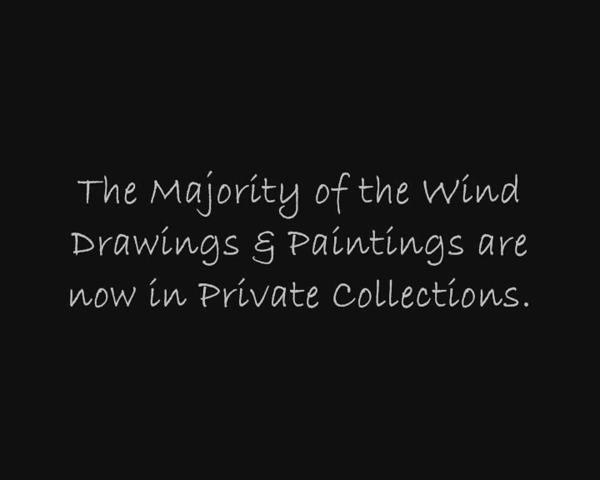 The Majority of the Wind
Drawings & Paintings are
now in Private Collections.